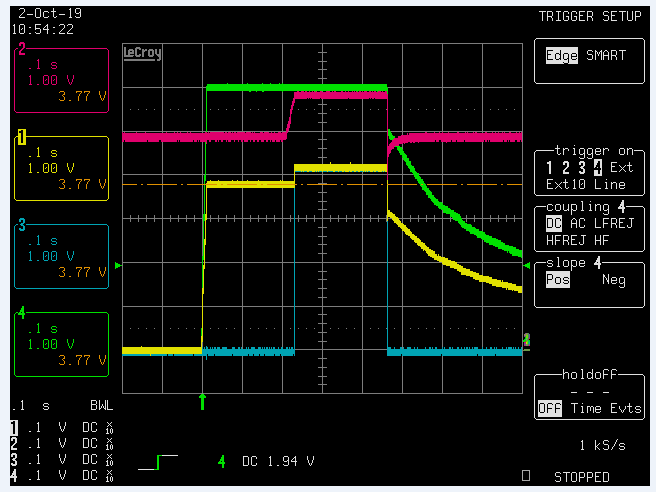 2-Oct-19
10:54:22
LeCroy
TRIGGER SETUP
2
.1 s
1.00 V
3.77 V
1
.1 s
1.00 V
3.77 V
3
.1 s
1.00 V
3.77 V
4
.1 s
1.00 V
3.77 V
Edge SMART
trigger on
1 2 3 4 Ext
Ext10 Line
coupling 4
DC AC LFREJ
HFREJ HF
slope 4
Pos Neg
holdoff
- - -
OFF Time Evts
.1 s BWL
1 .1 V DC X10
2 .1 V DC X10
3 .1 V DC X10
4 .1 V DC X10
4 DC 1.94 V
1 kS/s
STOPPED